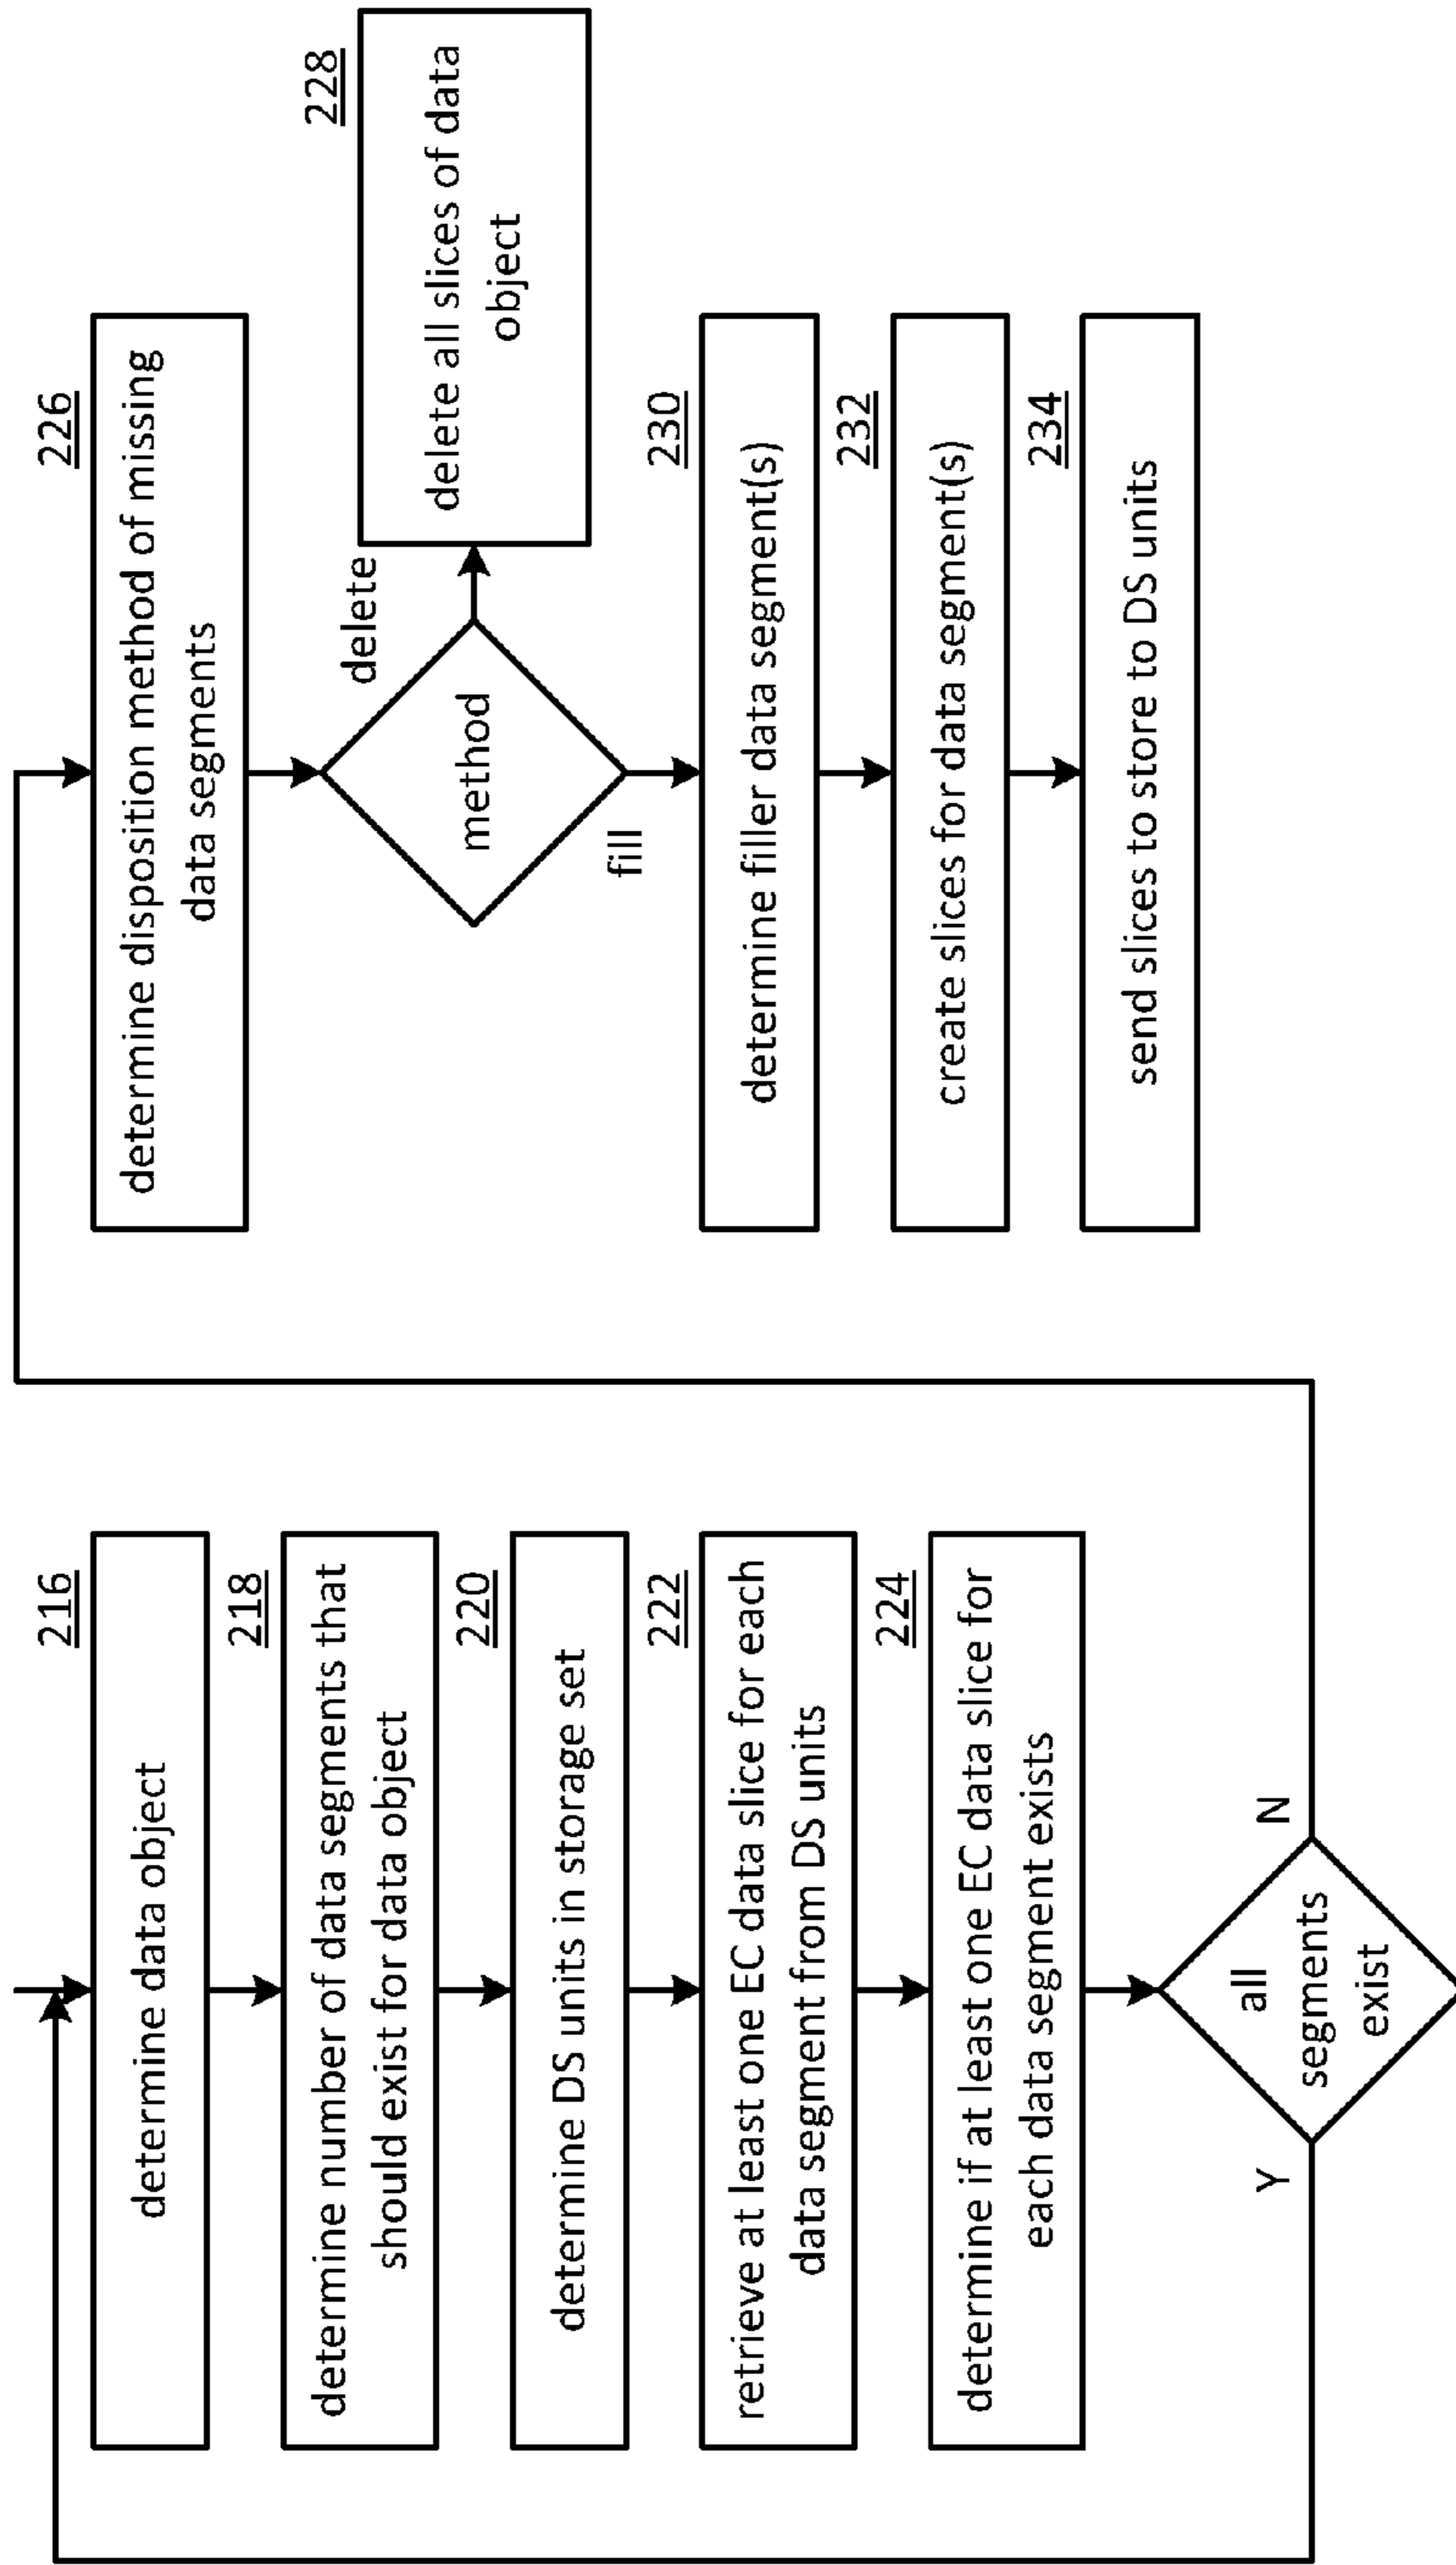 216
determine data object
218
determine number of data segments that
should exist for data object
220
determine DS units in storage set
222
retrieve at least one EC data slice for each
data segment from DS units
224
determine if at least one EC data slice for
each data segment exists
all
segments
exist
Y
N
226
determine disposition method of missing
data segments
method
delete
fill
228
delete all slices of data
object
230
determine filler data segment(s)
232
create slices for data segment(s)
234
send slices to store to DS units